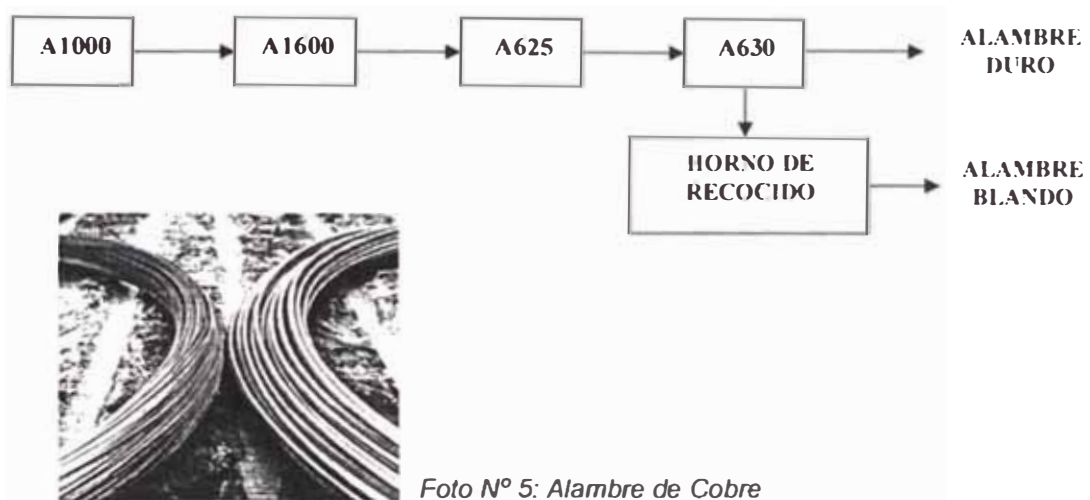 A1000
A1600
A625
A630
ALAMBRE
DURO
HORNO DE
RECOCIDO
ALAMBRE
BLANDO
Foto Nº 5: Alambre de Cobre